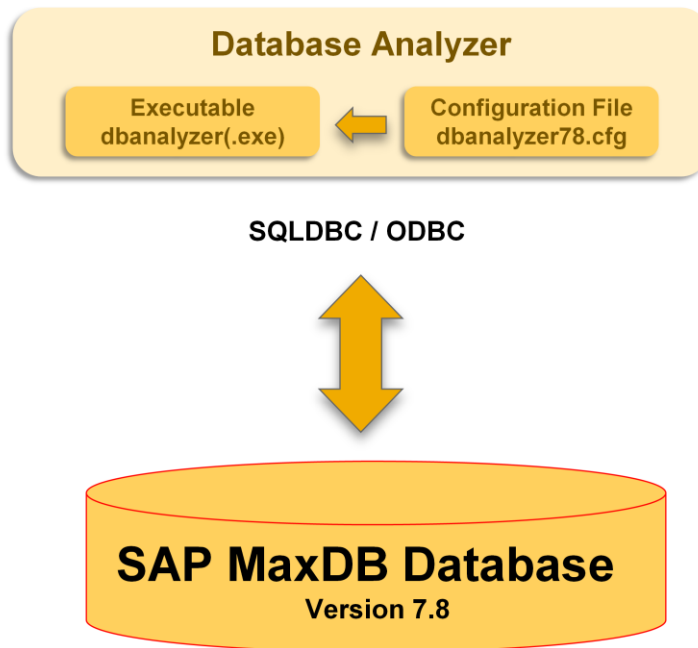 Database Analyzer
Executable
dbanalyzer(.exe)
Configuration File
dbanalyzer78.cfg
SQLDBC / ODBC
SAP MaxDB Database
Version 7.8